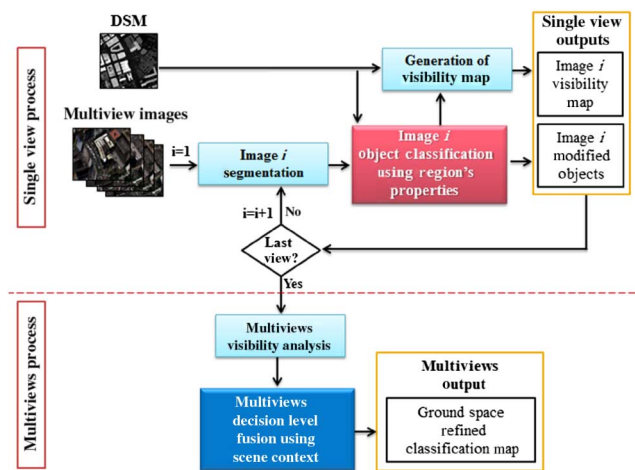 Single view process
DSM
Multiview images
i=1
Image i
segmentation
Generation of
visibility map
Image i
object classification
using region's
properties
Single view
outputs
Image i
visibility
map
Image i
modified
objects
i=i+1
No
Last
view?
Yes
Multiviews process
Multiviews
visibility analysis
Multiviews
decision level
fusion using
scene context
Multiviews
output
Ground space
refined
classification map